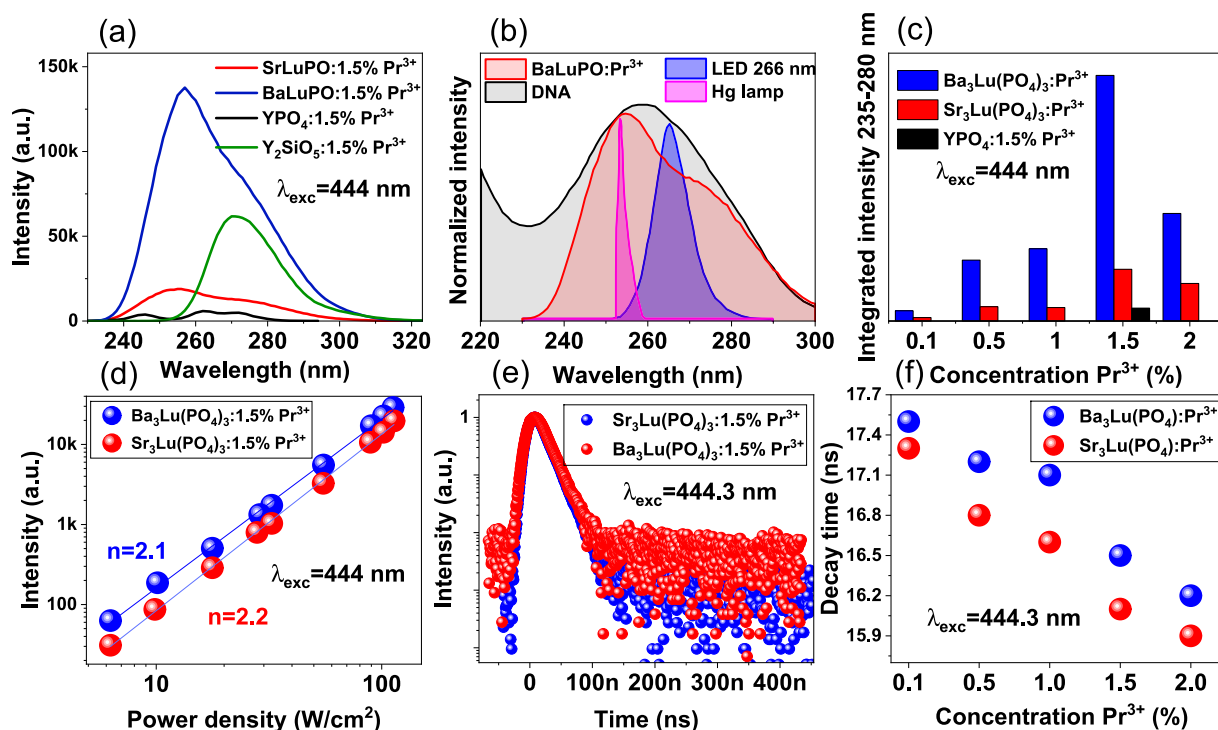 (a)
150k
100k
50k
0
240
260
280
300
320
Intensity (a.u.)
Wavelength (nm)
SrLuPO:1.5% Pr³⁺
BaLuPO:1.5% Pr³⁺
YPO₄:1.5% Pr³⁺
Y₂SiO₅:1.5% Pr³⁺
λexc=444 nm
(b)
BaLuPO:Pr³⁺
LED 266 nm
DNA
Hg lamp
Normalized intensity
220
240
260
280
300
Wavelength (nm)
(c)
Integrated intensity 235-280 nm
Ba₃Lu(PO₄)₃:Pr³⁺
Sr₃Lu(PO₄)₃:Pr³⁺
YPO₄:1.5% Pr³⁺
λexc=444 nm
0.1
0.5
1
1.5
2
Concentration Pr³⁺ (%)
(d)
Ba₃Lu(PO₄)₃:1.5% Pr³⁺
Sr₃Lu(PO₄)₃:1.5% Pr³⁺
10k
1k
100
Intensity (a.u.)
n=2.1
n=2.2
λexc=444 nm
10
100
Power density (W/cm²)
(e)
1
Intensity (a.u.)
Sr₃Lu(PO₄)₃:1.5% Pr³⁺
Ba₃Lu(PO₄)₃:1.5% Pr³⁺
λexc=444.3 nm
0
100n
200n
300n
400n
Time (ns)
(f)
17.7
17.4
17.1
16.8
16.5
16.2
15.9
Decay time (ns)
Ba₃Lu(PO₄):Pr³⁺
Sr₃Lu(PO₄):Pr³⁺
λexc=444.3 nm
0.1
0.5
1.0
1.5
2.0
Concentration Pr³⁺ (%)